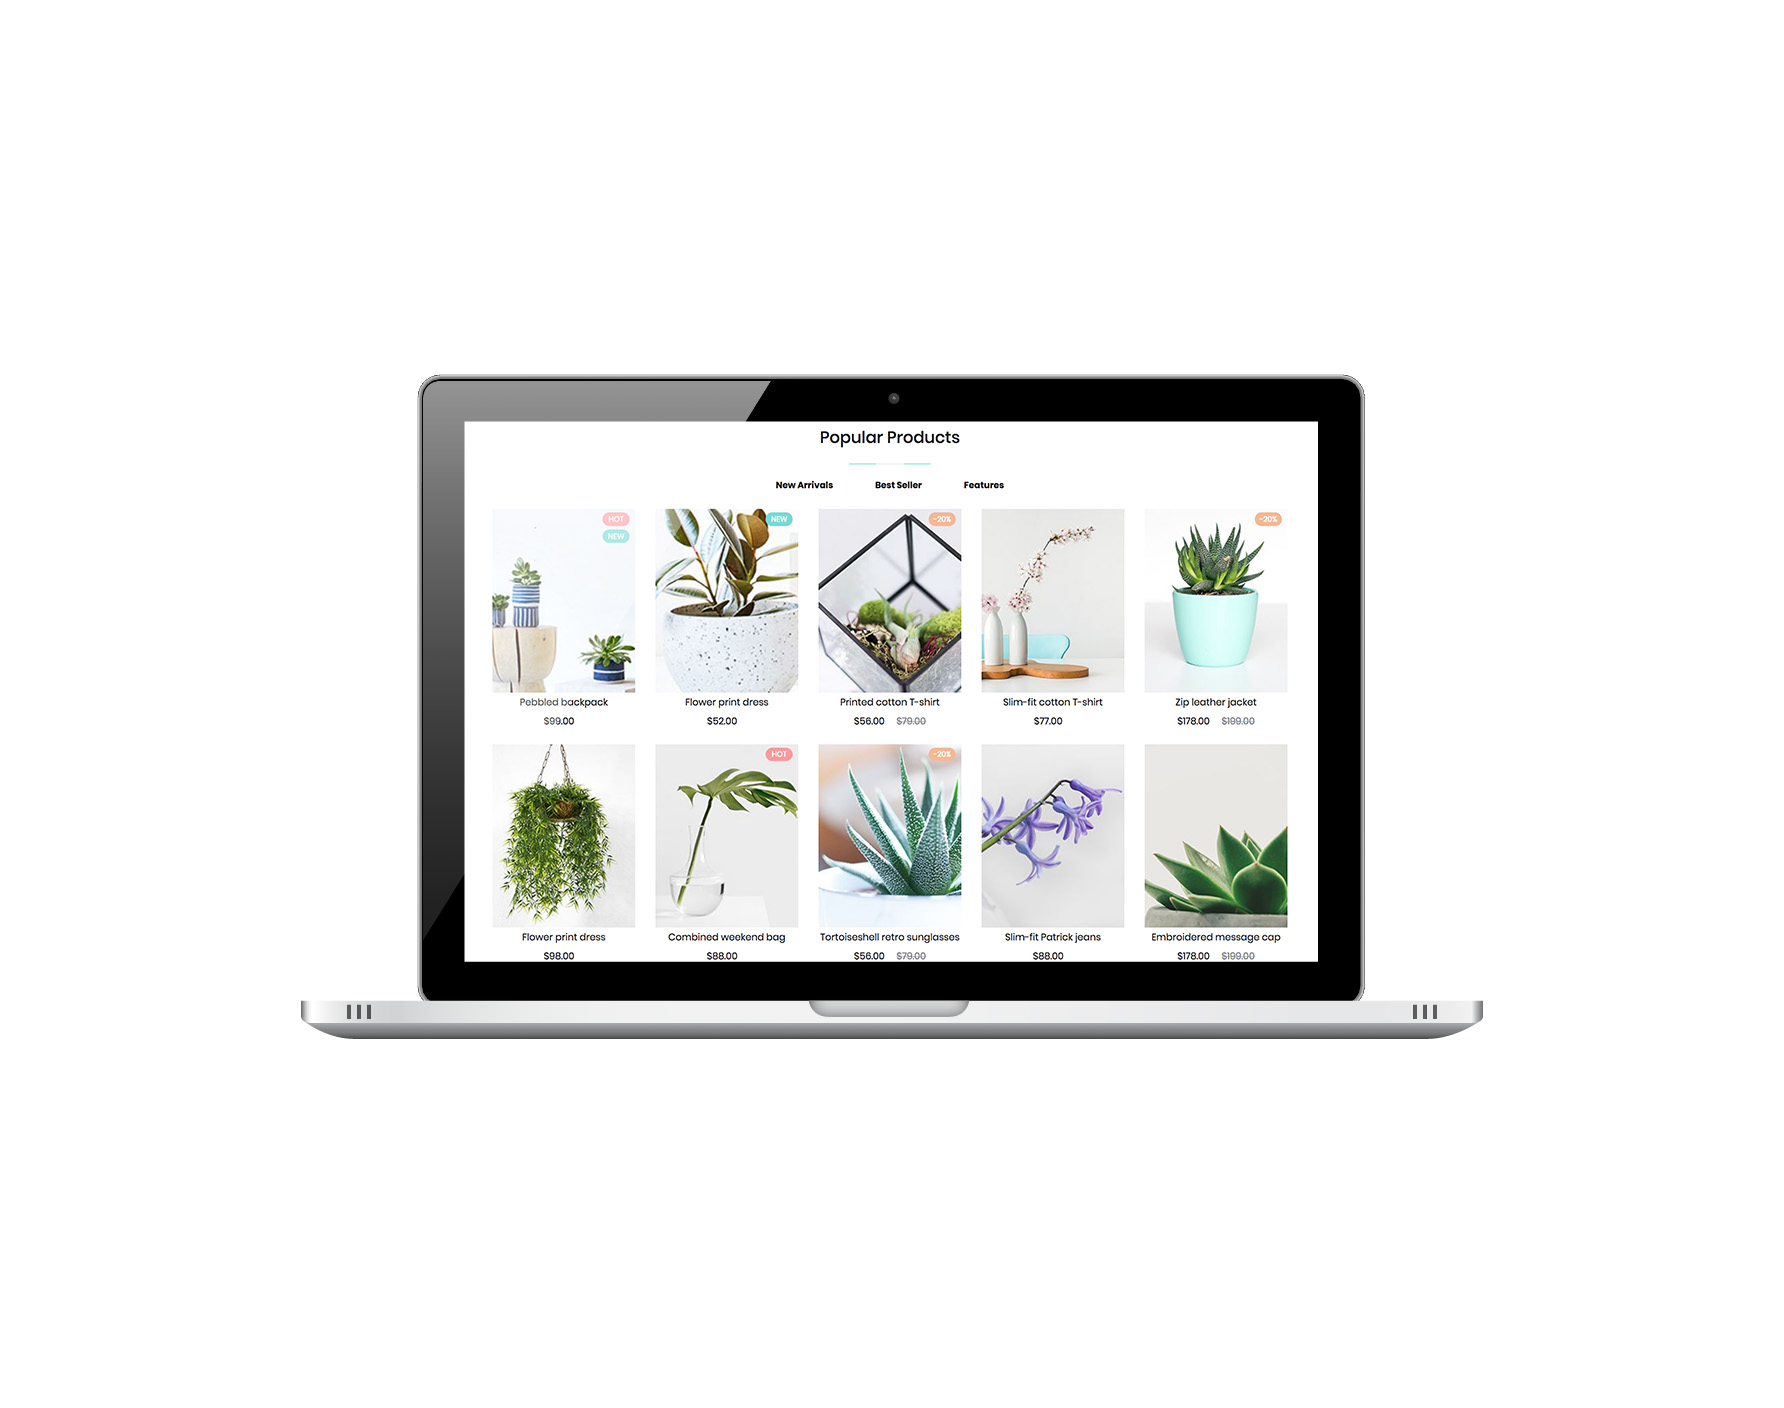 Popular Products
New Arrivals Best Seller Features
HOT
NEW
NEW
-20%
-20%
Pebbled backpack
$99.00
Flower print dress
$52.00
Printed cotton T-shirt
$56.00 $79.00
Slim-fit cotton T-shirt
$77.00
Zip leather jacket
$178.00 $199.00
HOT
-20%
Flower print dress
$98.00
Combined weekend bag
$88.00
Tortoiseshell retro sunglasses
$56.00 $79.00
Slim-fit Patrick jeans
$88.00
Embroidered message cap
$178.00 $199.00